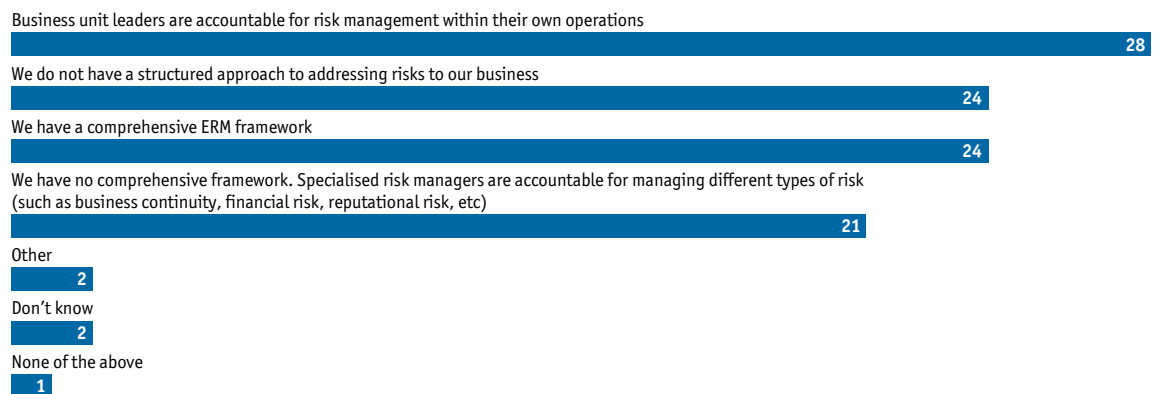 Business unit leaders are accountable for risk management within their own operations
28
We do not have a structured approach to addressing risks to our business
24
We have a comprehensive ERM framework
24
We have no comprehensive framework. Specialised risk managers are accountable for managing different types of risk
(such as business continuity, financial risk, reputational risk, etc)
21
Other
2
Don’t know
2
None of the above
1